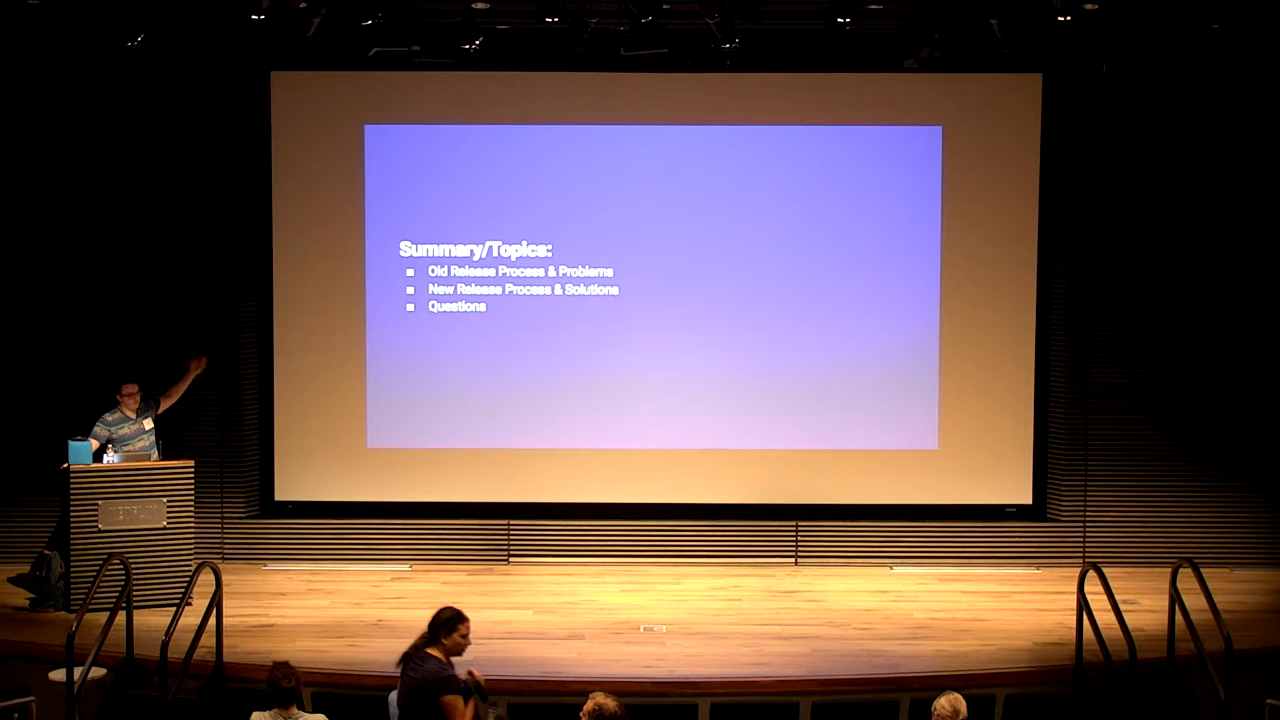 Summary/Topics:
Old Release Process & Problems
New Release Process & Solutions
Questions